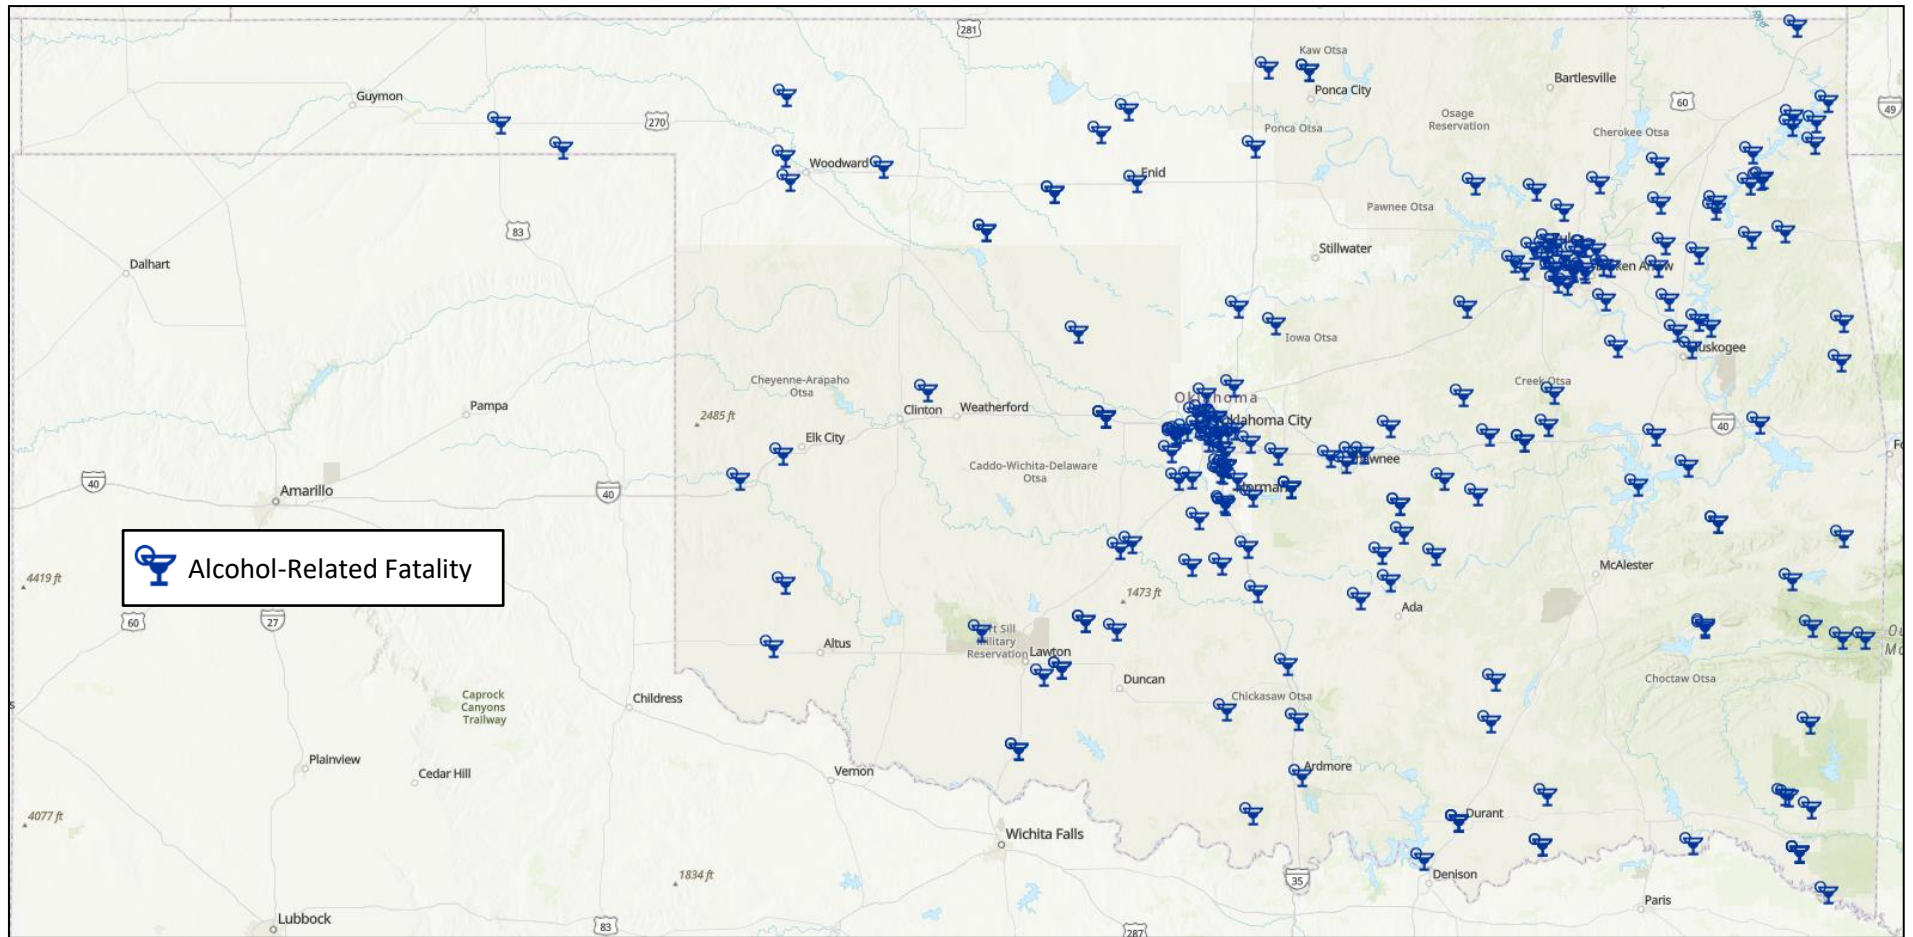 281
Kaw Otsa
Bartlesville
Guymon
Ponca City
60
49
270
Osage
Reservation
Ponca Otsa
Cherokee Otsa
Woodward
Enid
Pawnee Otsa
83
Stillwater
Dalhart
Iowa Otsa
Muskogee
Cheyenne-Arapaho
Otsa
Creek Otsa
Oklahoma
Pampa
2485 ft
Clinton
Weatherford
Oklahoma City
40
Elk City
Caddo-Wichita-Delaware
Otsa
40
Amarillo
40
Norman
Alcohol-Related Fatality
4419 ft
McAlester
1473 ft
Ada
60
27
Altus
Military
Reservation
Lawton
Duncan
Choctaw Otsa
Chickasaw Otsa
Childress
Caprock
Canyons
Trailway
Plainview
Cedar Hill
Vernon
Ardmore
4077 ft
Durant
Wichita Falls
1834 ft
35
Denison
Paris
Lubbock
83
287